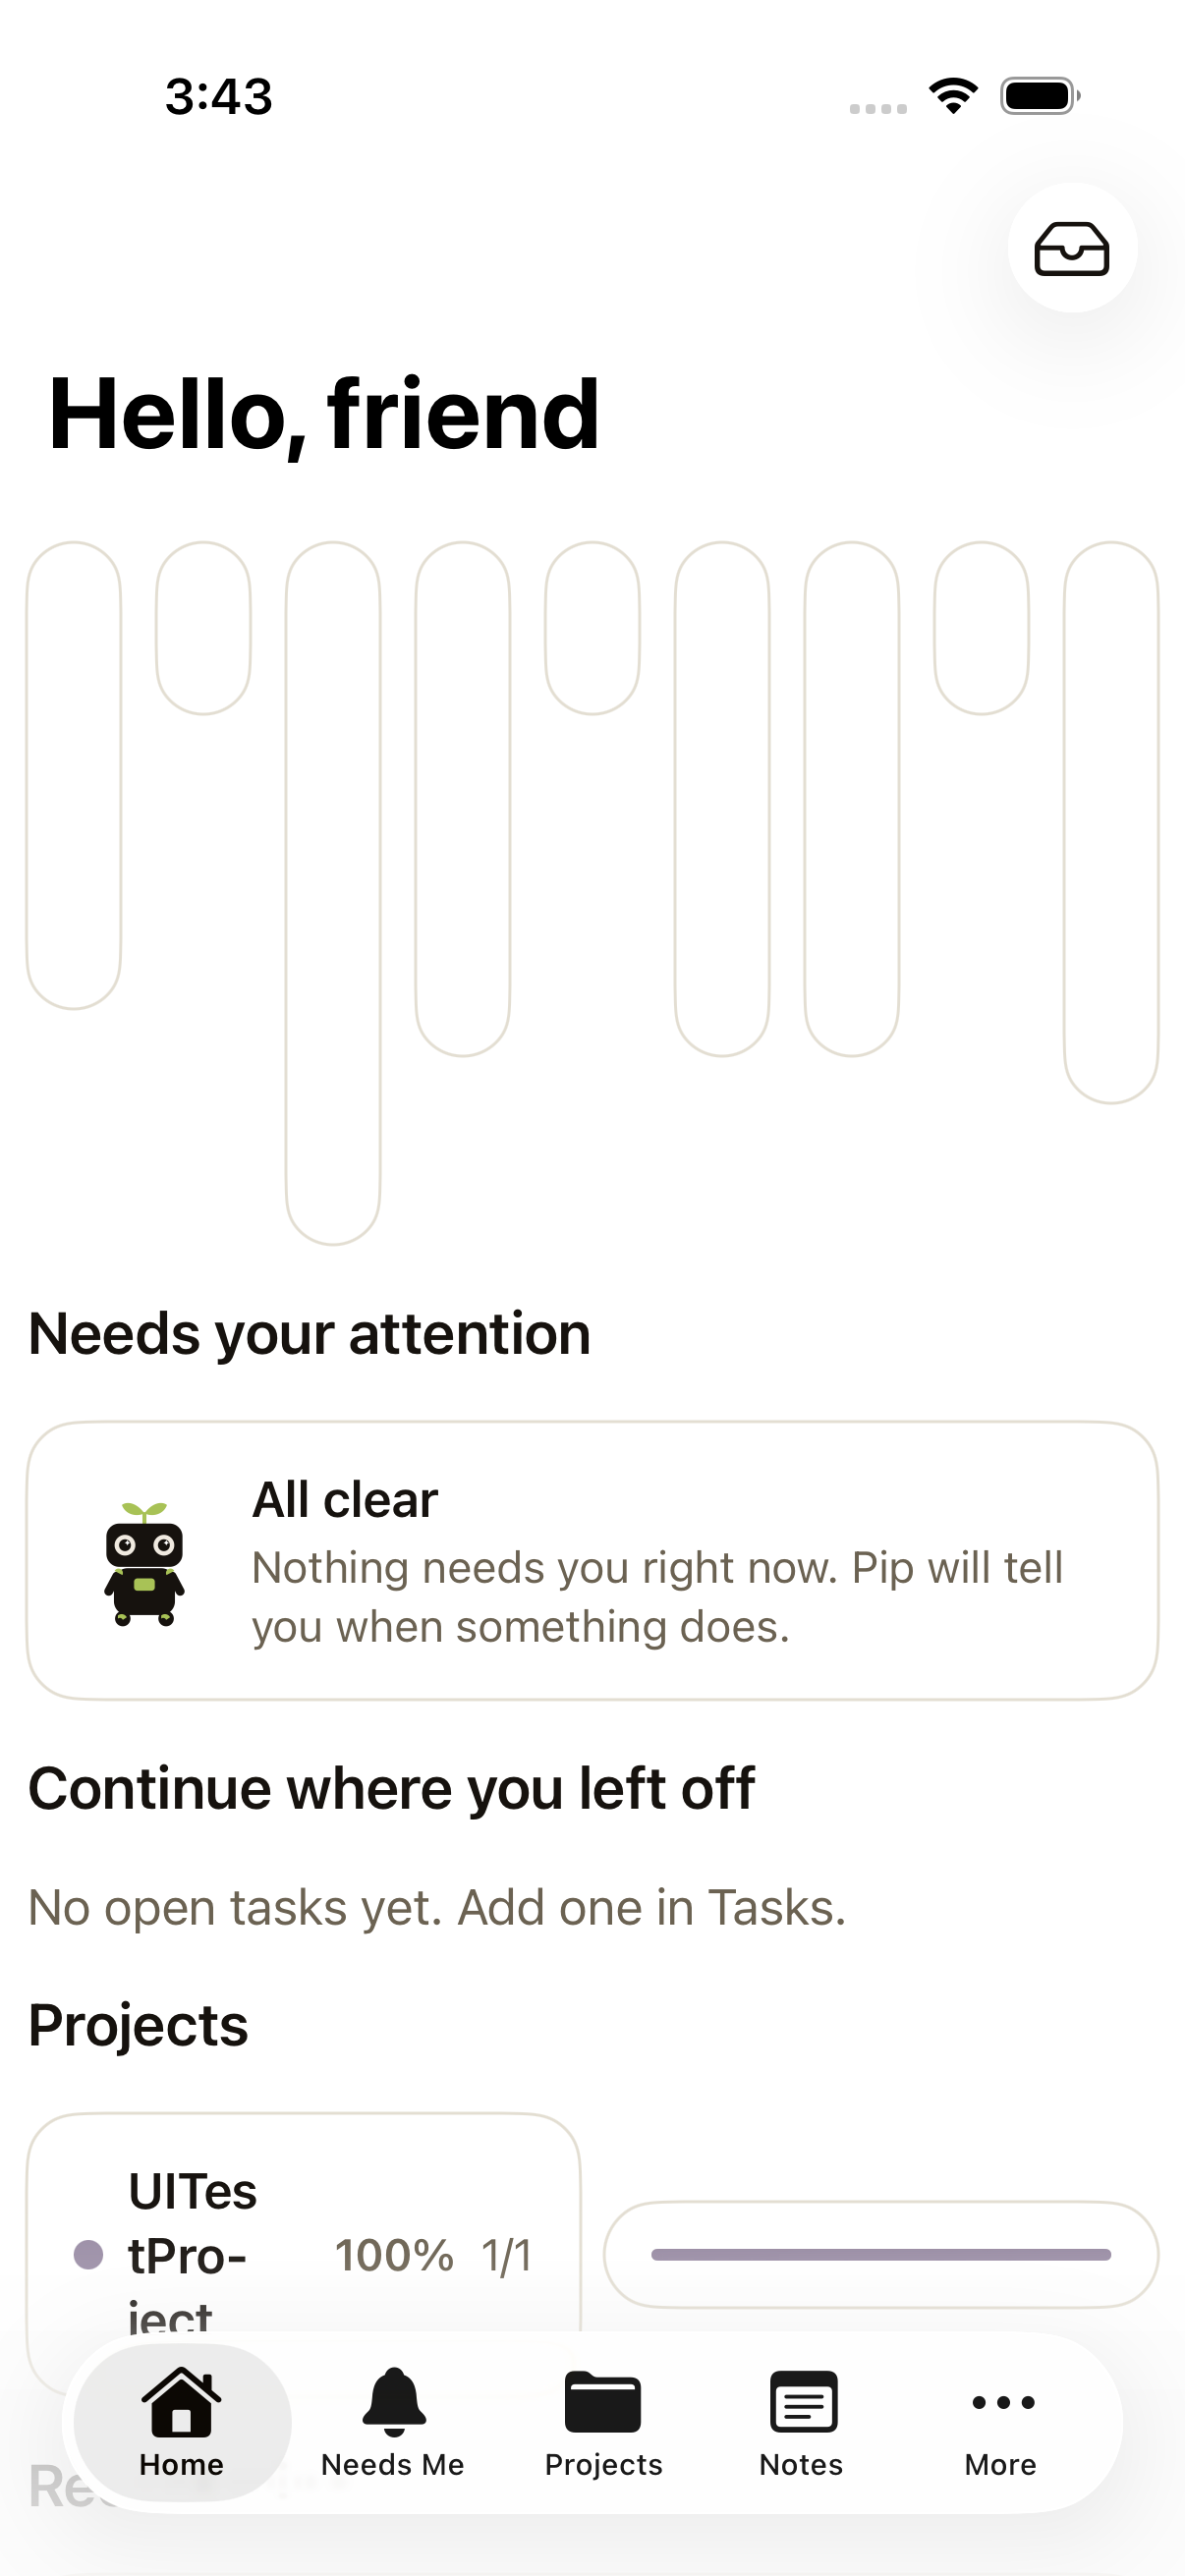 3:43
Hello, friend
Needs your attention
All clear
Nothing needs you right now. Pip will tell
you when something does.
Continue where you left off
No open tasks yet. Add one in Tasks.
Projects
UITes
tPro-
ject
100% 1/1
Home
Needs Me
Projects
Notes
More